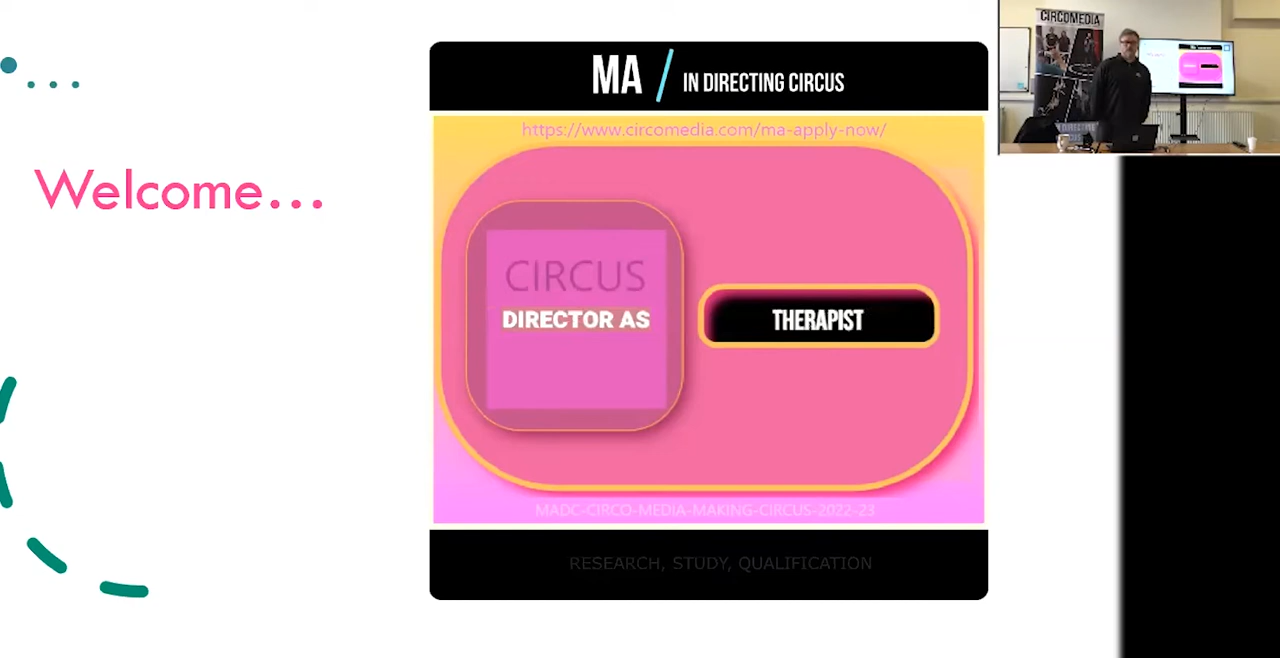 Welcome...
MA / IN DIRECTING CIRCUS
https://www.circomedia.com/ma-apply-now/
CIRCUS
DIRECTOR AS
THERAPIST
MADC-CIRCO-MEDIA-MAKING-CIRCUS-2022-23
RESEARCH, STUDY, QUALIFICATION
CIRCOMEDIA